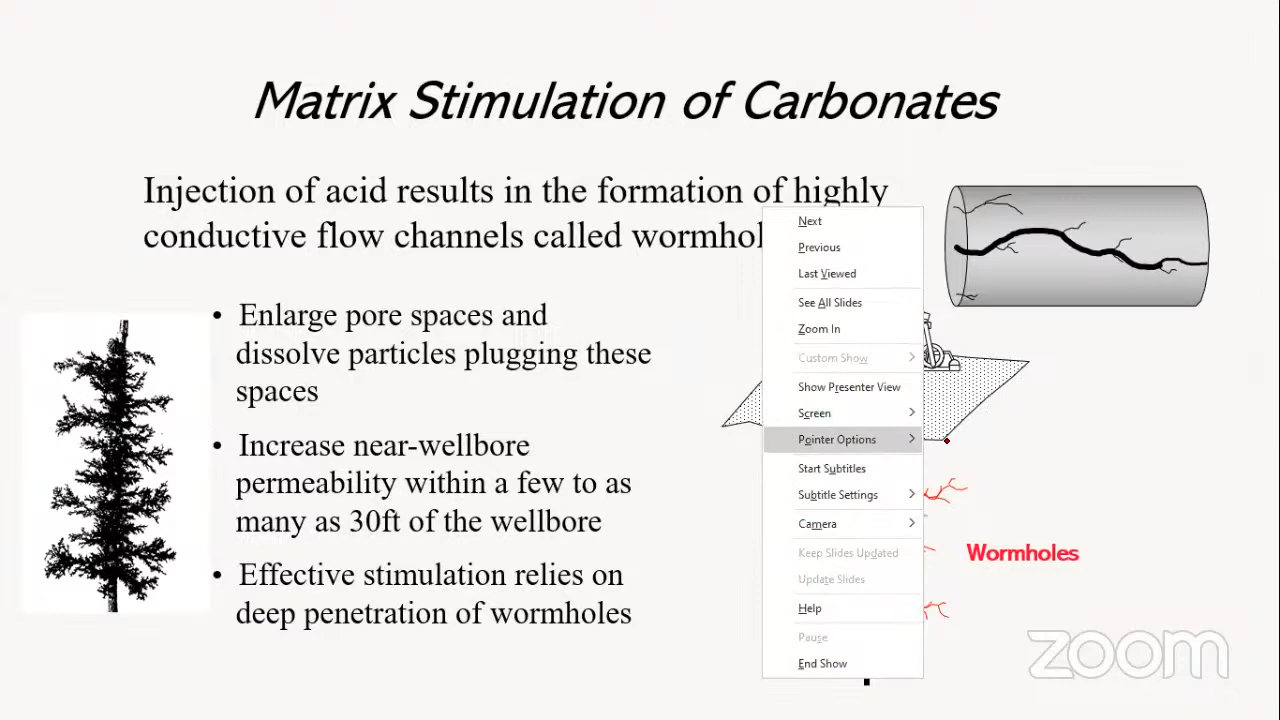 Matrix Stimulation of Carbonates
Injection of acid results in the formation of highly
conductive flow channels called wormhol
• Enlarge pore spaces and
dissolve particles plugging these
spaces
• Increase near-wellbore
permeability within a few to as
many as 30ft of the wellbore
• Effective stimulation relies on
deep penetration of wormholes
Next
Previous
Last Viewed
See All Slides
Zoom In
Custom Show
Show Presenter View
Screen
Pointer Options
Start Subtitles
Subtitle Settings
Camera
Keep Slides Updated
Update Slides
Help
Pause
End Show
Wormholes
zoom